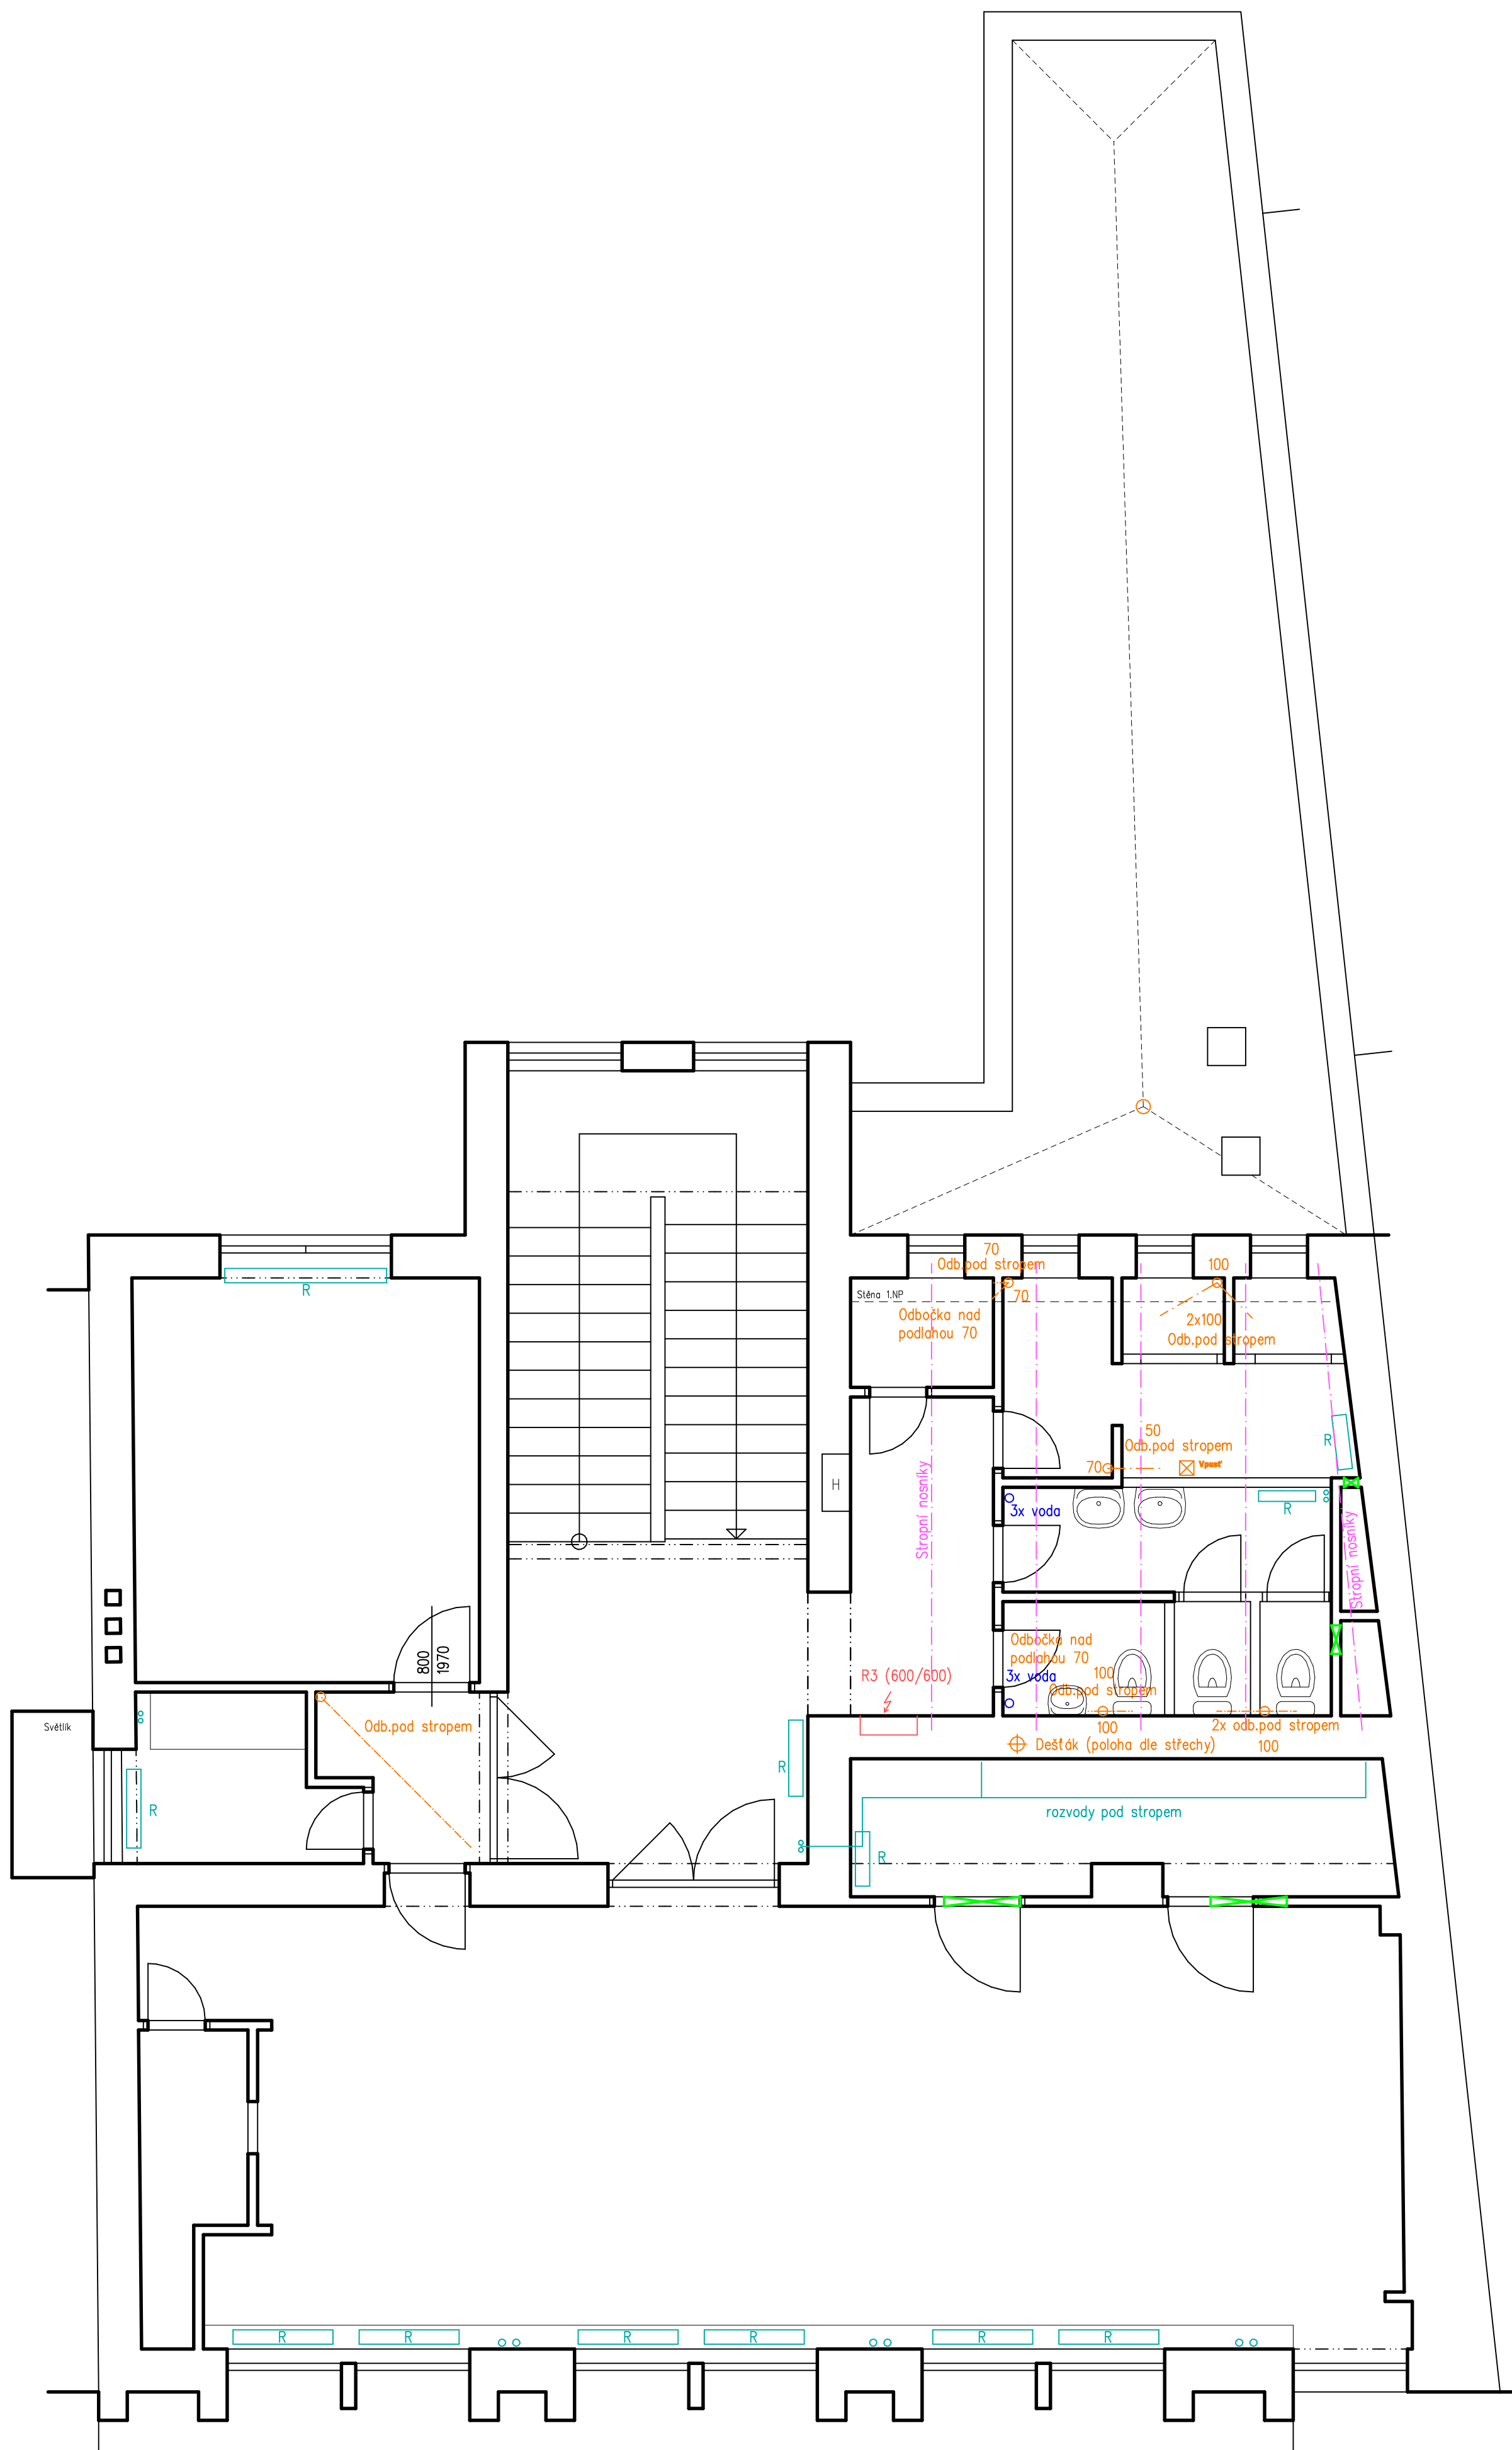 70
Odb.pod stropem
100
R
Stěna 1.NP
70
Odbočka nad
podlahou 70
2x100
Odb.pod stropem
50
R
Odb.pod stropem
70
Vpusť
Stropní nosníky
H
3x voda
R
Stropní nosníky
800
1970
Odbočka nad
podlahou 70
R3 (600/600)
3x voda
100
Odb.pod stropem
Světlík
Odb.pod stropem
100
2x odb.pod stropem
Dešťák (poloha dle střechy)
100
R
R
rozvody pod stropem
R
R
R
R
R
R
R